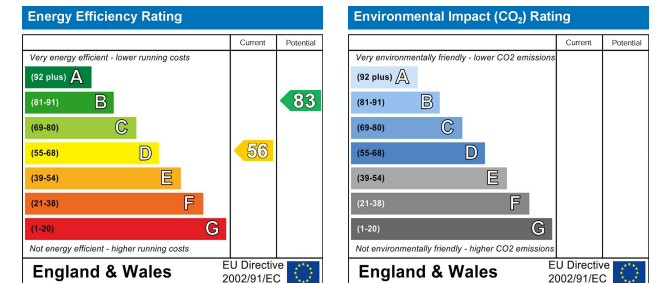 Energy Efficiency Rating
Current Potential
Very energy efficient - lower running costs
(92 plus) A
(81-91) B
83
(69-80) C
(55-68) D
56
(39-54) E
(21-38) F
(1-20) G
Not energy efficient - higher running costs
England & Wales
EU Directive
2002/91/EC
Environmental Impact (CO2) Rating
Current Potential
Very environmentally friendly - lower CO2 emissions
(92 plus) A
(81-91) B
(69-80) C
(55-68) D
(39-54) E
(21-38) F
(1-20) G
Not environmentally friendly - higher CO2 emissions
England & Wales
EU Directive
2002/91/EC